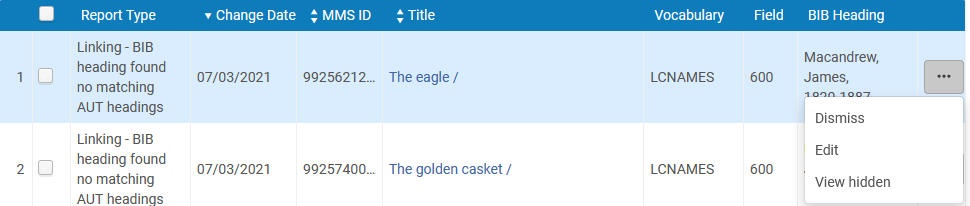 Report Type Change Date MMS ID Title Vocabulary Field BIB Heading
Linking - BIB
heading found
no matching
AUT headings
1 07/03/2021 99256212... The eagle / LCNAMES 600
Macandrew,
James,
1820-1887
...
Dismiss
Edit
View hidden
Linking - BIB
heading found
no matching
AUT headings
2 07/03/2021 99257400... The golden casket / LCNAMES 600